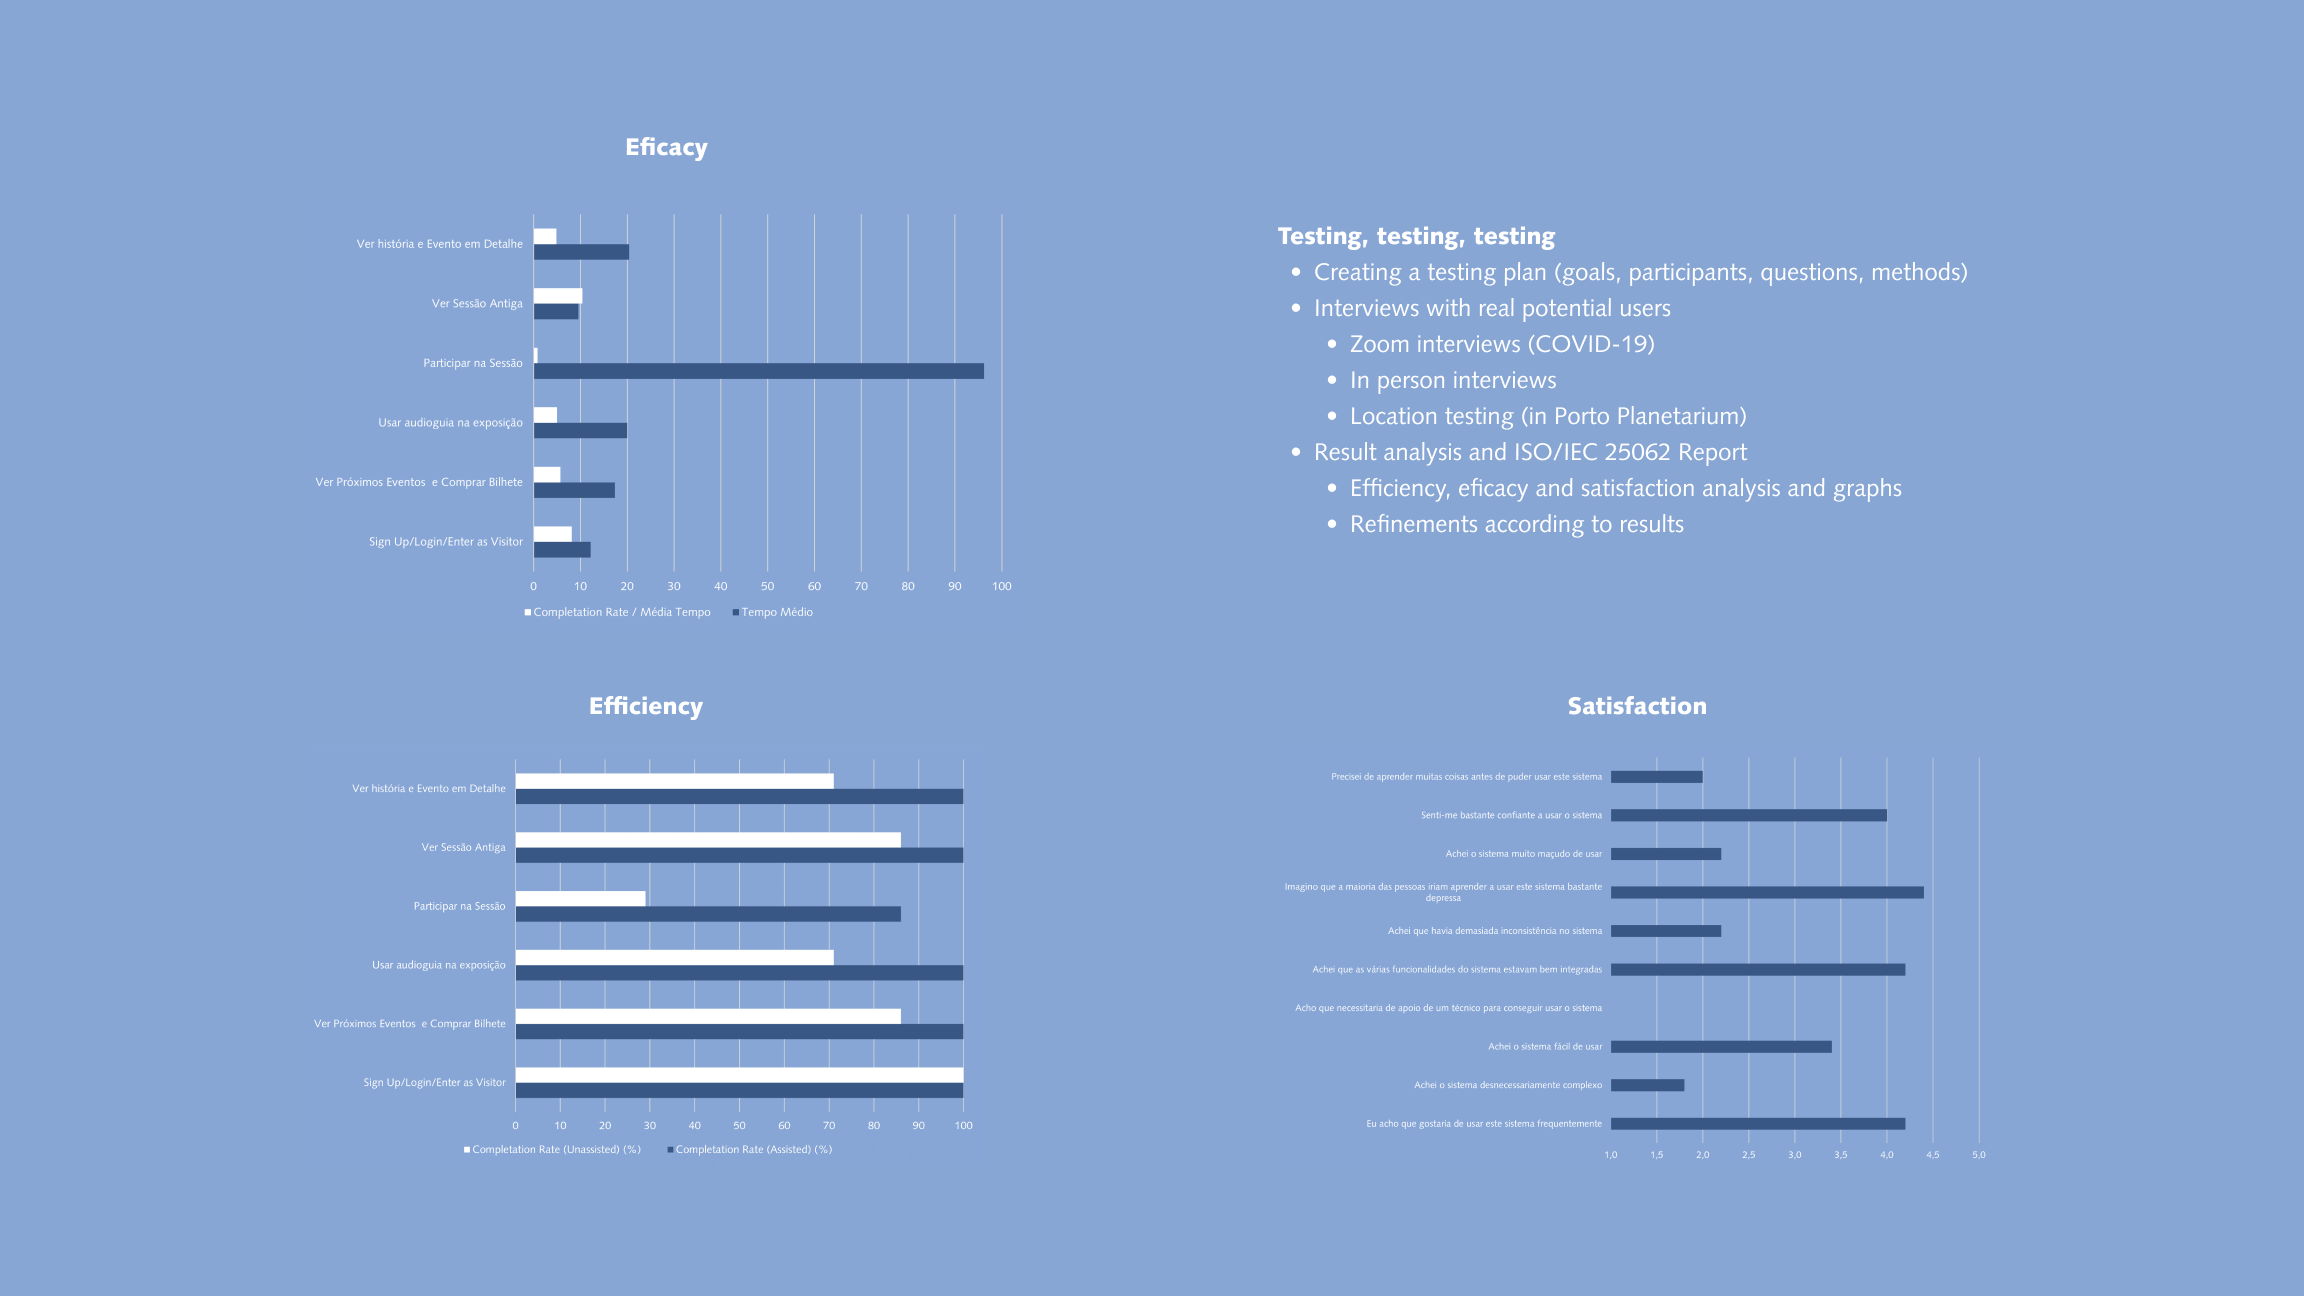 Eficacy
Ver história e Evento em Detalhe
Ver Sessão Antiga
Participar na Sessão
Usar audioguia na exposição
Ver Próximos Eventos  e Comprar Bilhete
Sign Up/Login/Enter as Visitor
0 10 20 30 40 50 60 70 80 90 100
Completation Rate / Média Tempo Tempo Médio
Testing, testing, testing
• Creating a testing plan (goals, participants, questions, methods)
• Interviews with real potential users
• Zoom interviews (COVID-19)
• In person interviews
• Location testing (in Porto Planetarium)
• Result analysis and ISO/IEC 25062 Report
• Efficiency, eficacy and satisfaction analysis and graphs
• Refinements according to results
Efficiency
Ver história e Evento em Detalhe
Ver Sessão Antiga
Participar na Sessão
Usar audioguia na exposição
Ver Próximos Eventos  e Comprar Bilhete
Sign Up/Login/Enter as Visitor
0 10 20 30 40 50 60 70 80 90 100
Completation Rate (Unassisted) (%) Completation Rate (Assisted) (%)
Satisfaction
Precisei de aprender muitas coisas antes de puder usar este sistema
Senti-me bastante confiante a usar o sistema
Achei o sistema muito maçudo de usar
Imagino que a maioria das pessoas iriam aprender a usar este sistema bastante
depressa
Achei que havia demasiada inconsistência no sistema
Achei que as várias funcionalidades do sistema estavam bem integradas
Acho que necessitaria de apoio de um técnico para conseguir usar o sistema
Achei o sistema fácil de usar
Achei o sistema desnecessariamente complexo
Eu acho que gostaria de usar este sistema frequentemente
1,0 1,5 2,0 2,5 3,0 3,5 4,0 4,5 5,0